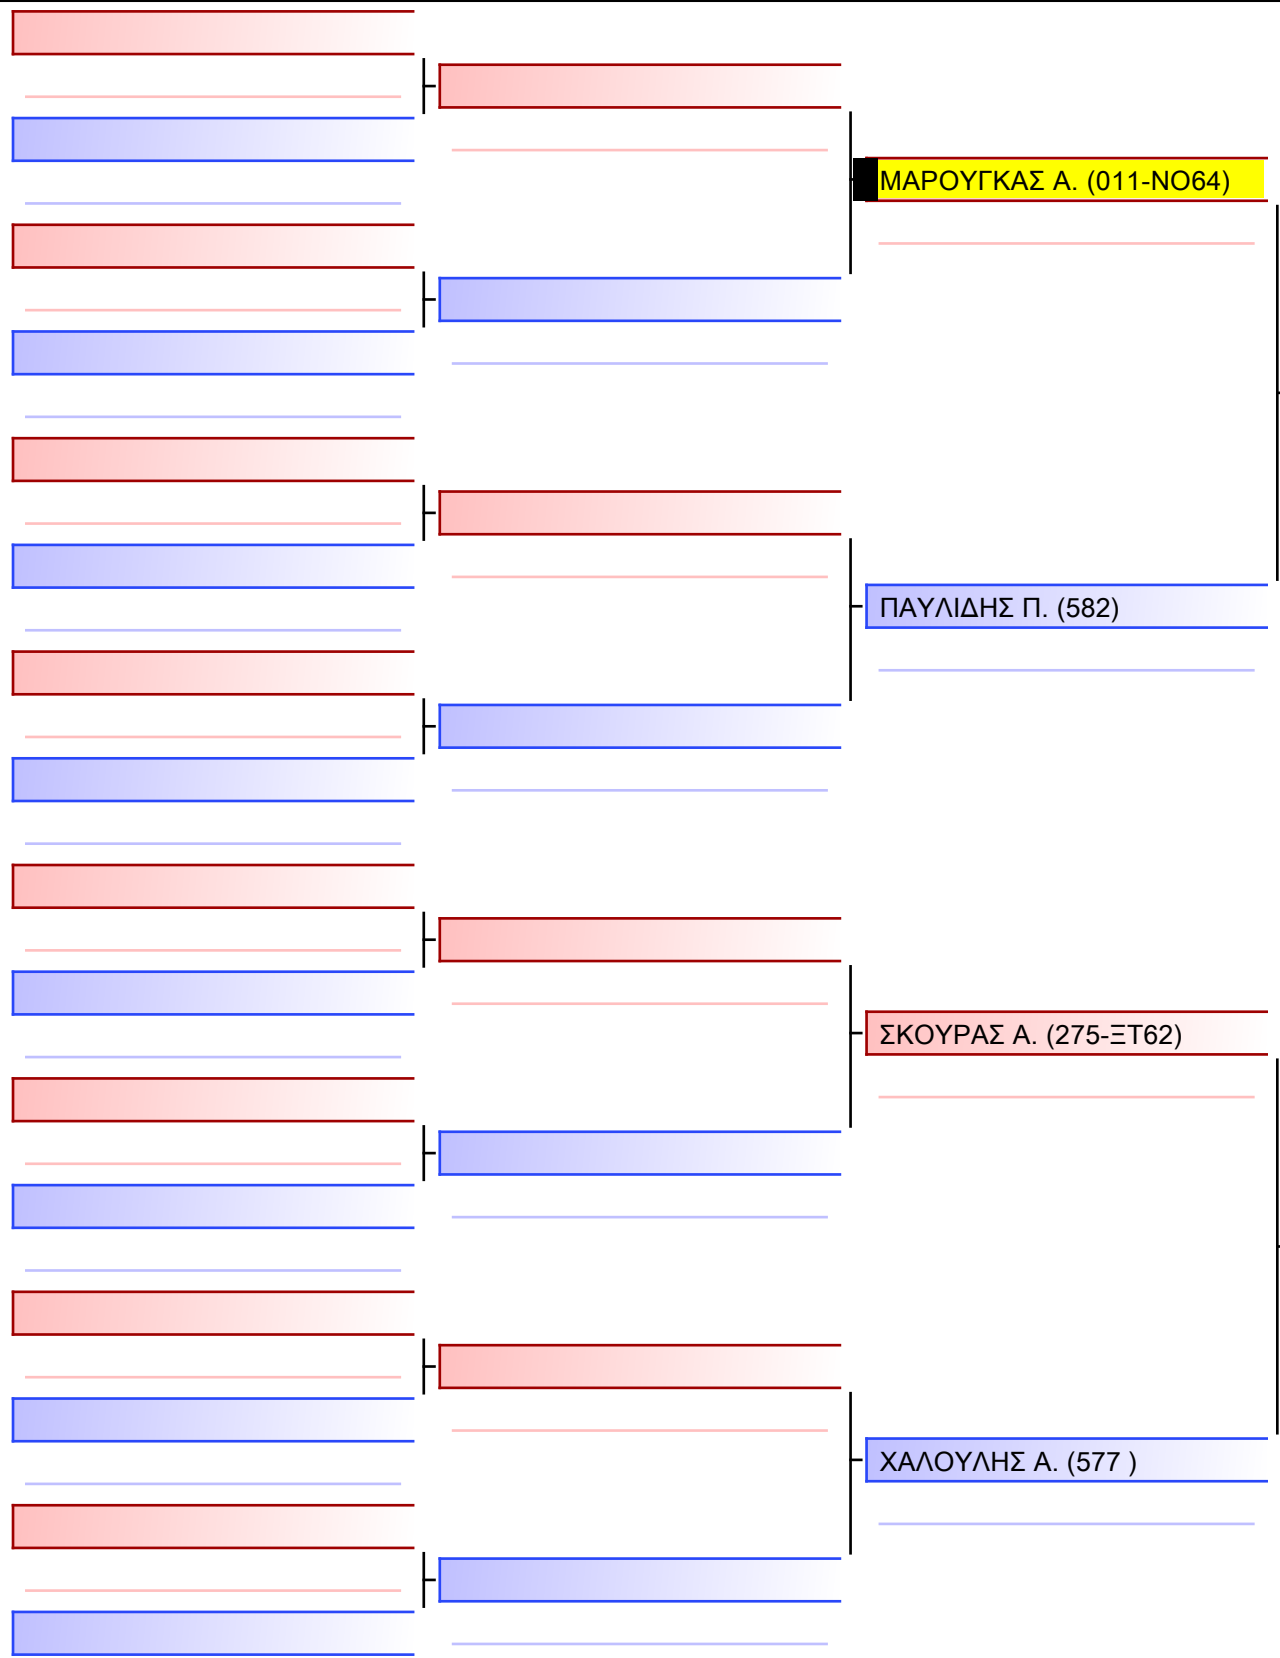 ΜΑΡΟΥΓΚΑΣ Α. (011-ΝΟ64)
ΠΑΥΛΙΔΗΣ Π. (582)
ΣΚΟΥΡΑΣ Α. (275-ΞΤ62)
ΧΑΛΟΥΛΗΣ Α. (577 )